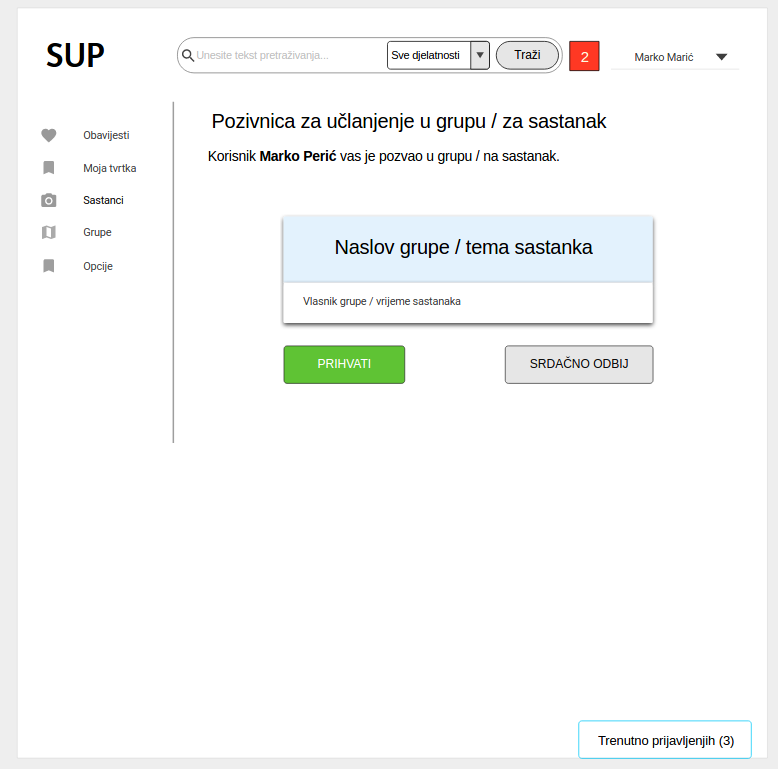 SUP
Unesite tekst pretraživanja...
Sve djelatnosti
Traži
2
Marko Marić
Obavijesti
Moja tvrtka
Sastanci
Grupe
Opcije
Pozivnica za učlanjenje u grupu / za sastanak
Korisnik Marko Perić vas je pozvao u grupu / na sastanak.
Naslov grupe / tema sastanka
Vlasnik grupe / vrijeme sastanaka
PRIHVATI
SRDAČNO ODBIJ
Trenutno prijavljenjih (3)